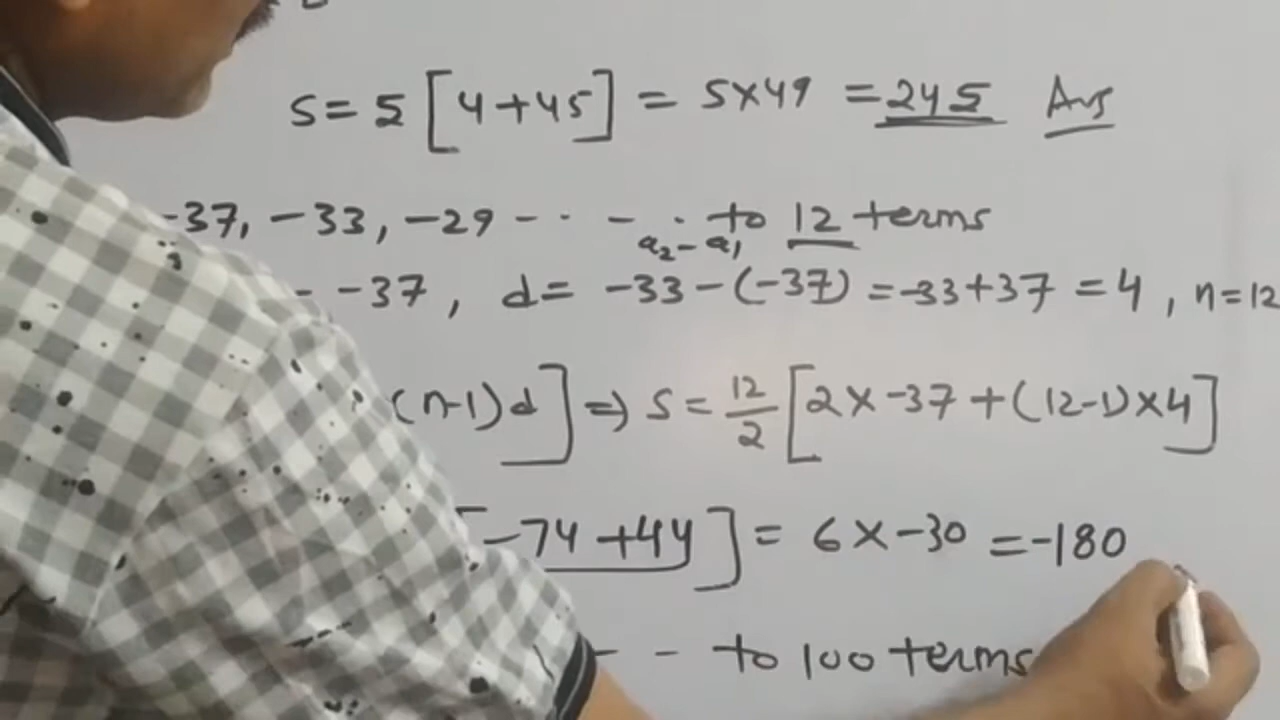 S = 5 [4+45] = 5×49 = 245 Ans
-37, -33, -29 - - - - to 12 terms
a₂ - a₁
-37, d = -33-(-37) = -33+37 = 4, n=12
(n-1)d] ⇒ S = 12/2 [2×-37+(12-1)×4]
[-74+44] = 6×-30 = -180
- - to 100 terms